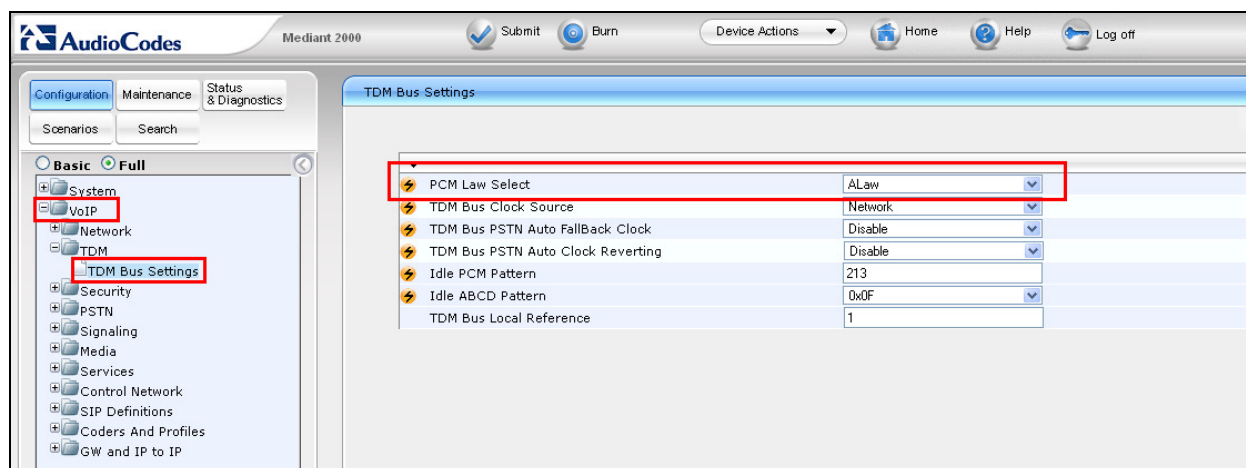 AudioCodes
Mediant 2000
Submit
Burn
Device Actions
Home
Help
Log off
Configuration
Maintenance
Status
& Diagnostics
Scenarios
Search
Basic
Full
System
VoIP
Network
TDM
TDM Bus Settings
Security
PSTN
Signaling
Media
Services
Control Network
SIP Definitions
Coders And Profiles
GW and IP to IP
TDM Bus Settings
PCM Law Select ALaw
TDM Bus Clock Source Network
TDM Bus PSTN Auto FallBack Clock Disable
TDM Bus PSTN Auto Clock Reverting Disable
Idle PCM Pattern 213
Idle ABCD Pattern 0x0F
TDM Bus Local Reference 1